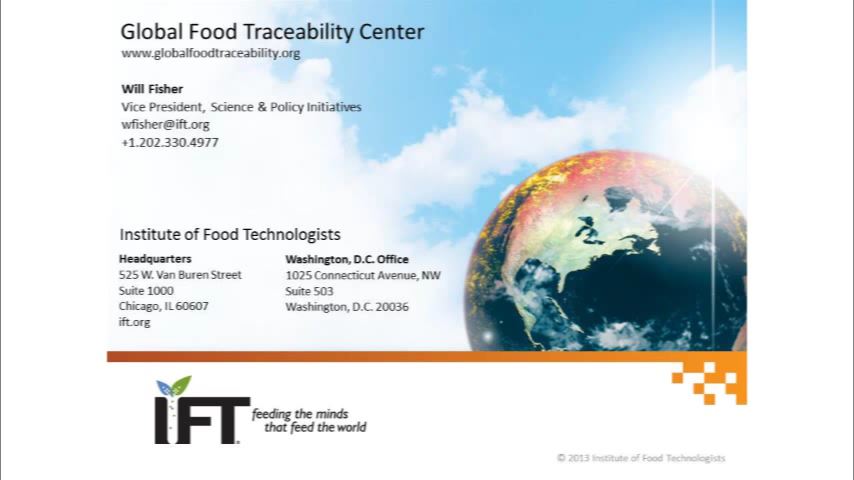 Global Food Traceability Center
www.globalfoodtraceability.org
Will Fisher
Vice President, Science & Policy Initiatives
wfisher@ift.org
+1.202.330.4977
Institute of Food Technologists
Headquarters
525 W. Van Buren Street
Suite 1000
Chicago, IL 60607
ift.org
Washington, D.C. Office
1025 Connecticut Avenue, NW
Suite 503
Washington, D.C. 20036
IFT
feeding the minds
that feed the world
© 2013 Institute of Food Technologists